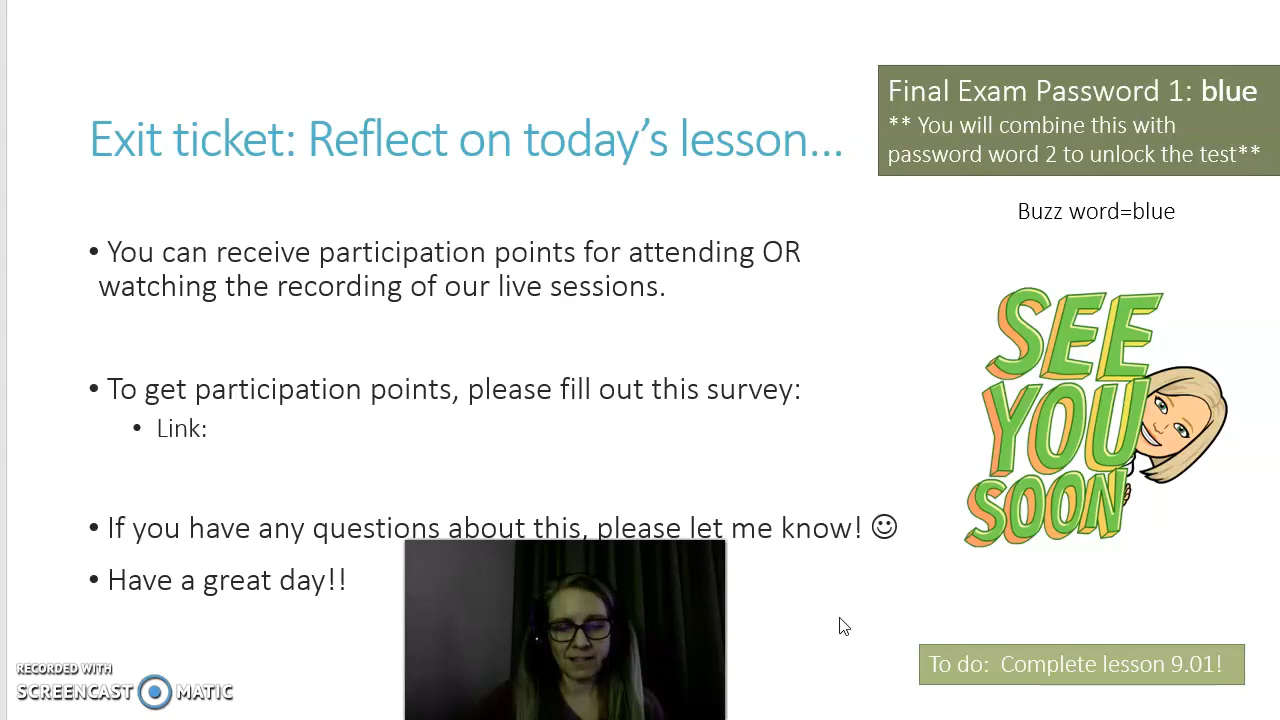 Final Exam Password 1: blue
** You will combine this with
password word 2 to unlock the test**
Exit ticket: Reflect on today's lesson...
Buzz word=blue
• You can receive participation points for attending OR
watching the recording of our live sessions.
SEE
YOU
SOON
• To get participation points, please fill out this survey:
• Link:
• If you have any questions about this, please let me know! ☺
• Have a great day!!
To do: Complete lesson 9.01!
RECORDED WITH
SCREENCAST MATIC